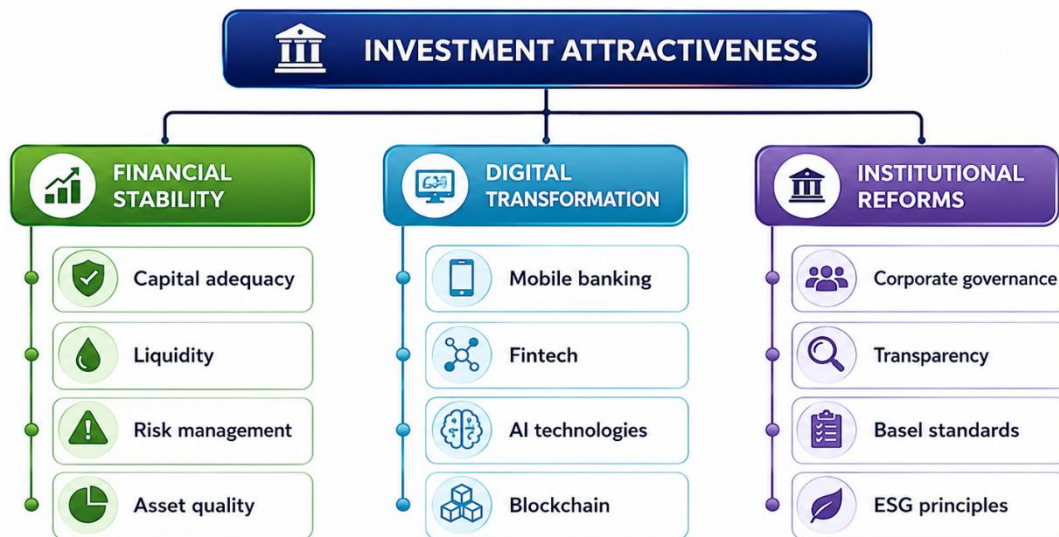 INVESTMENT ATTRACTIVENESS
FINANCIAL
STABILITY
Capital adequacy
Liquidity
Risk management
Asset quality
DIGITAL
TRANSFORMATION
Mobile banking
Fintech
AI technologies
Blockchain
INSTITUTIONAL
REFORMS
Corporate governance
Transparency
Basel standards
ESG principles